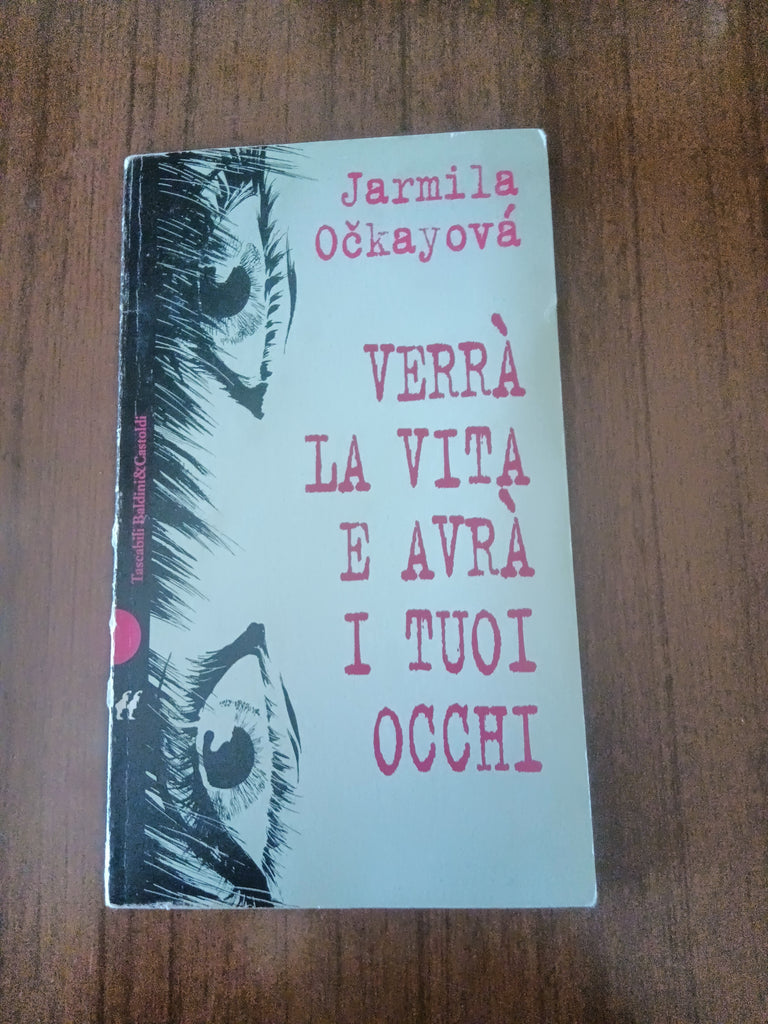 Jarmila
Očkayová
VERRÀ
LA VITA
E AVRÀ
I TUOI
OCCHI
Tascabili Baldini&Castoldi